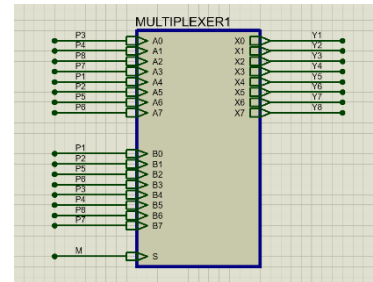 MULTIPLEXER1
P3 A0 X0 Y1
P4 A1 X1 Y2
P8 A2 X2 Y3
P7 A3 X3 Y4
P1 A4 X4 Y5
P2 A5 X5 Y6
P5 A6 X6 Y7
P6 A7 X7 Y8
P1 B0
P2 B1
P5 B2
P6 B3
P3 B4
P4 B5
P8 B6
P7 B7
M S